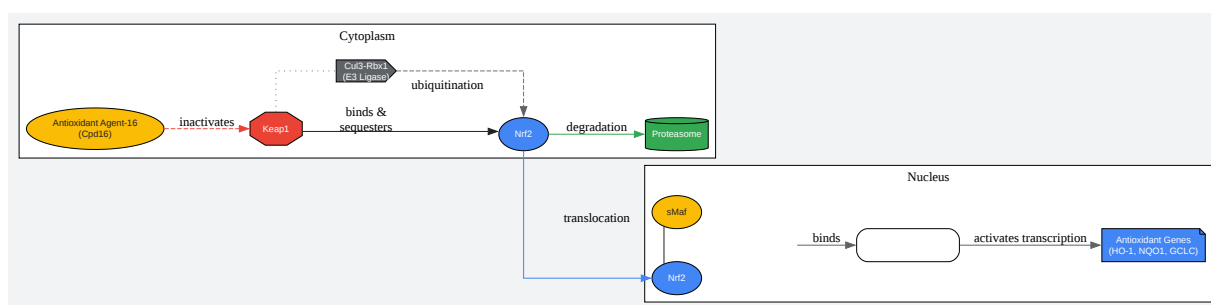 Cytoplasm
Cul3-Rbx1
(E3 Ligase)
ubiquitination
Antioxidant Agent-16
(Cpd16)
inactivates
Keap1
binds &
sequesters
Nrf2
degradation
Proteasome
Nucleus
translocation
sMaf
Nrf2
binds
activates transcription
Antioxidant Genes
(HO-1, NQO1, GCLC)